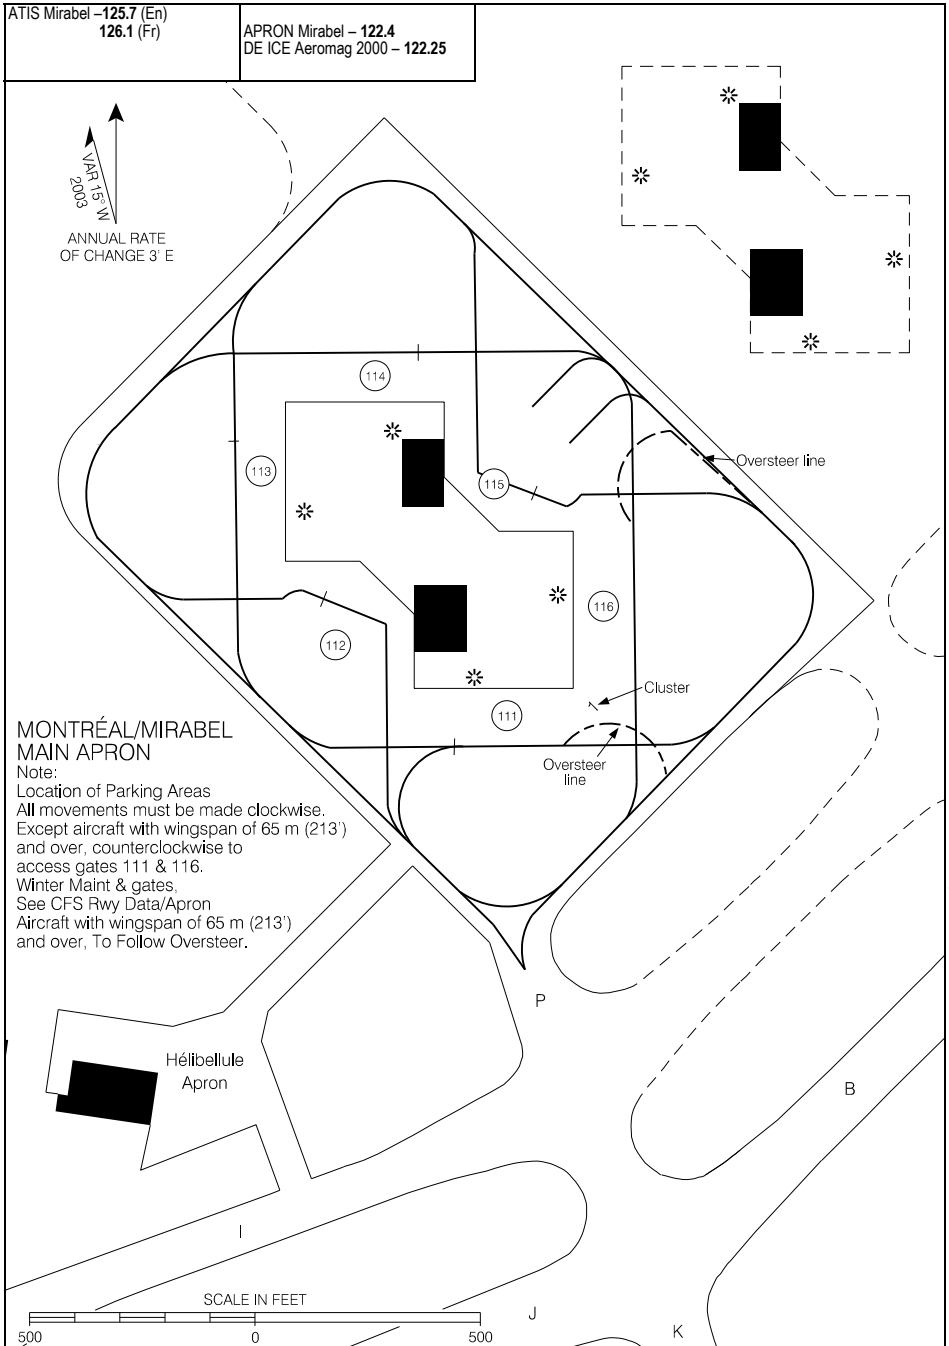 ATIS Mirabel –125.7 (En)
126.1 (Fr)
APRON Mirabel – 122.4
DE ICE Aeromag 2000 – 122.25
VAR 15° W
2003
ANNUAL RATE
OF CHANGE 3' E
114
113
115
Oversteer line
116
112
Cluster
111
Oversteer
line
MONTRÉAL/MIRABEL
MAIN APRON
Note:
Location of Parking Areas
All movements must be made clockwise.
Except aircraft with wingspan of 65 m (213')
and over, counterclockwise to
access gates 111 & 116.
Winter Maint & gates,
See CFS Rwy Data/Apron
Aircraft with wingspan of 65 m (213')
and over, To Follow Oversteer.
P
Hélibellule
Apron
B
I
SCALE IN FEET
500 0 500
J
K